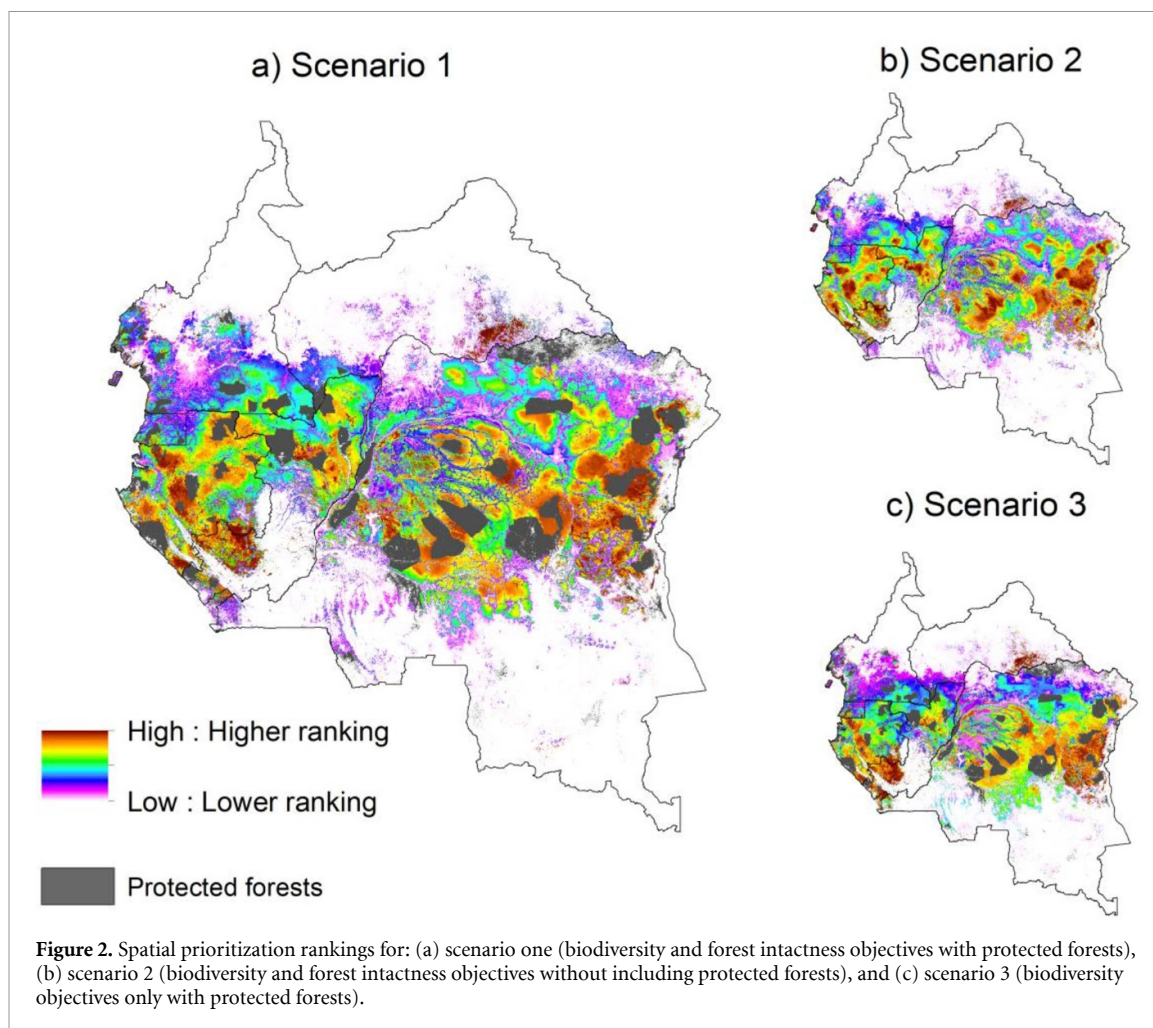 a) Scenario 1
b) Scenario 2
c) Scenario 3
High : Higher ranking
Low : Lower ranking
Protected forests
Figure 2. Spatial prioritization rankings for: (a) scenario one (biodiversity and forest intactness objectives with protected forests),
(b) scenario 2 (biodiversity and forest intactness objectives without including protected forests), and (c) scenario 3 (biodiversity
objectives only with protected forests).